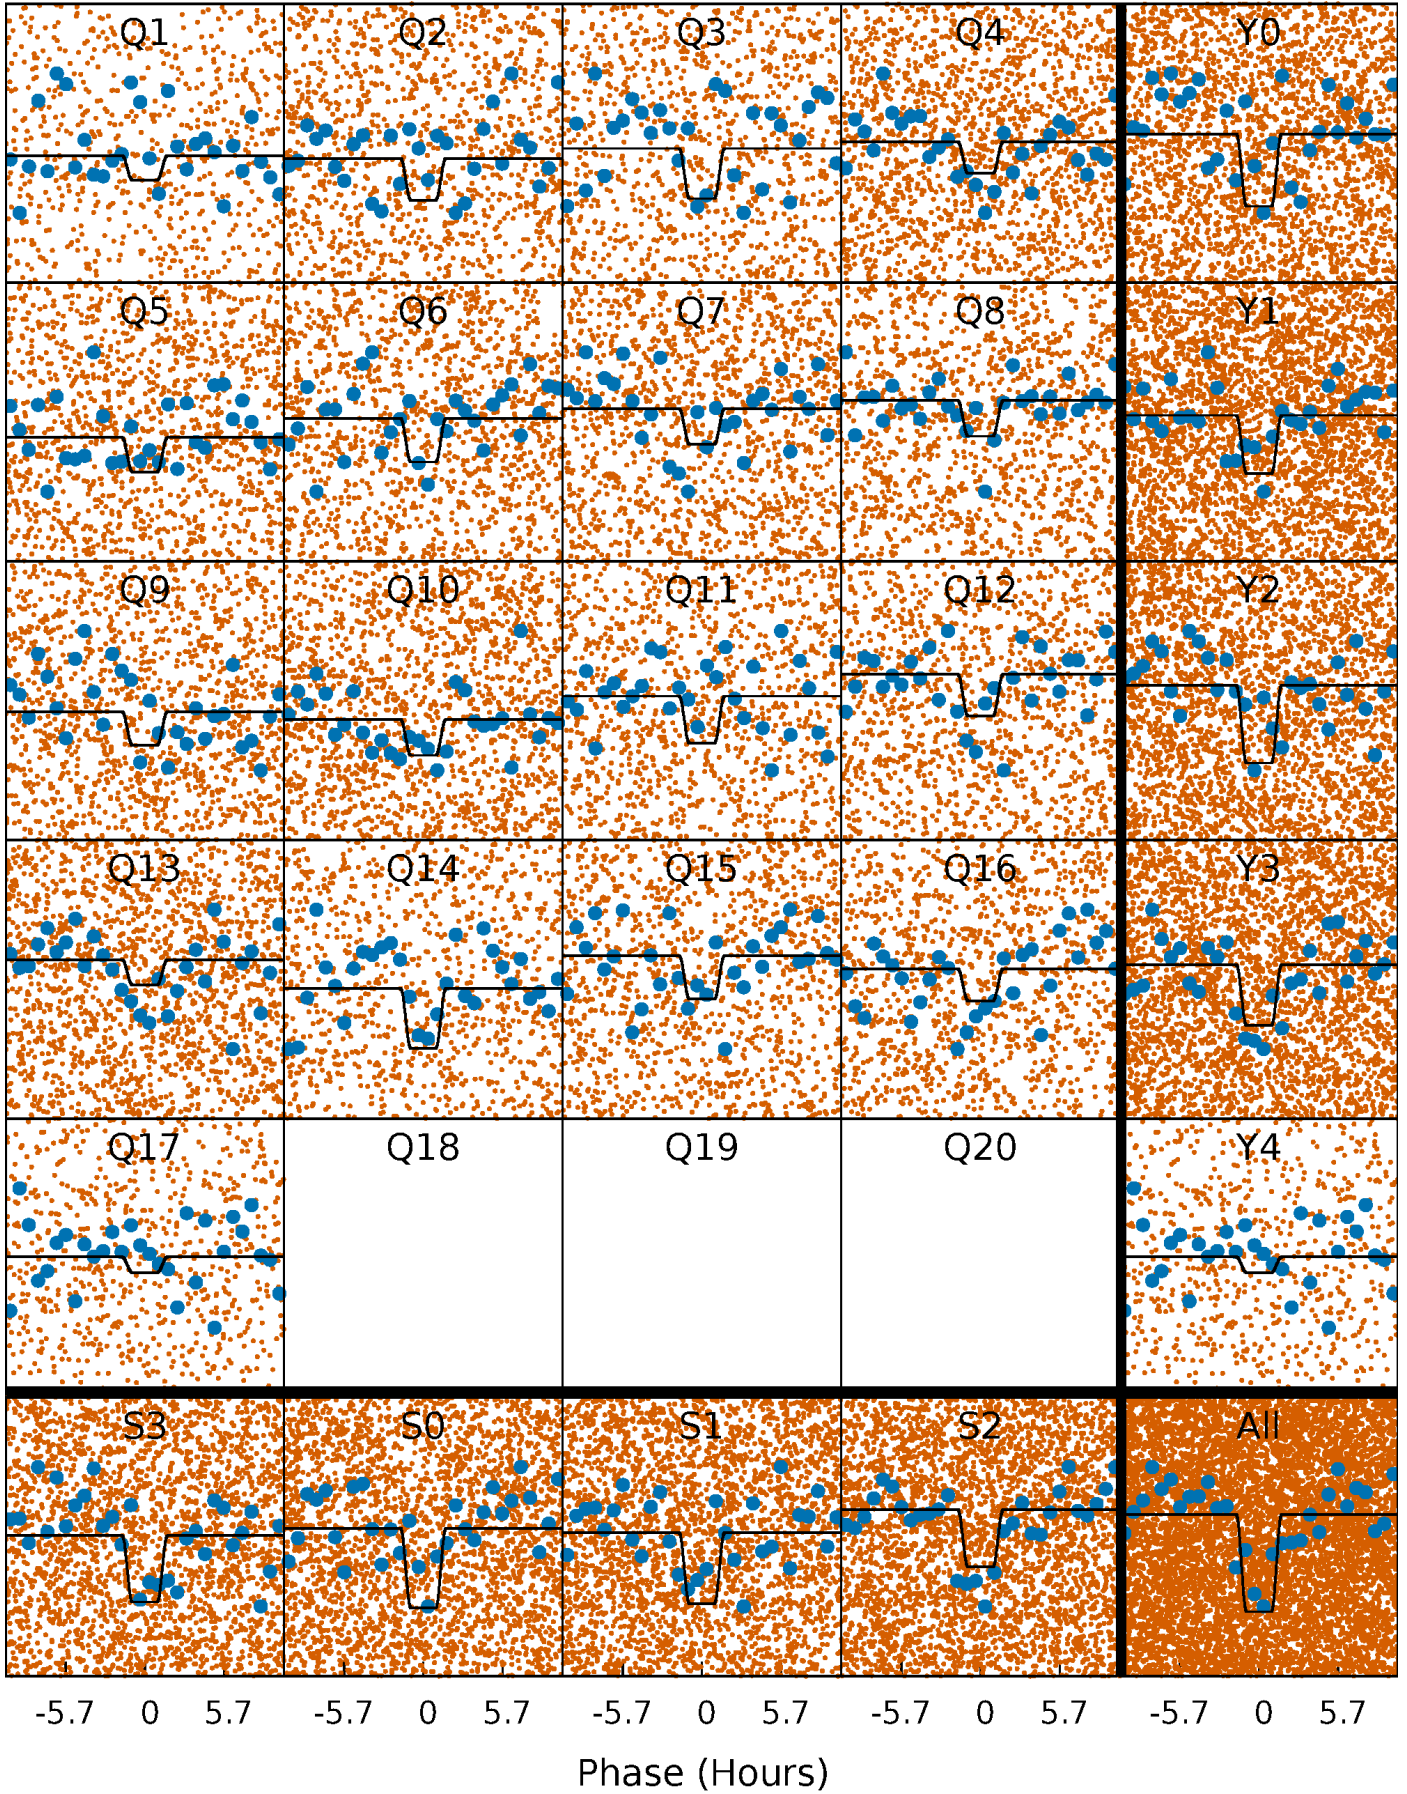 Q1 Q2 Q3 Q4 Y0
Q5 Q6 Q7 Q8 Y1
Q9 Q10 Q11 Q12 Y2
Q13 Q14 Q15 Q16 Y3
Q17 Q18 Q19 Q20 Y4
S3 S0 S1 S2 All
-5.7 0 5.7 -5.7 0 5.7 -5.7 0 5.7 -5.7 0 5.7 -5.7 0 5.7
Phase (Hours)